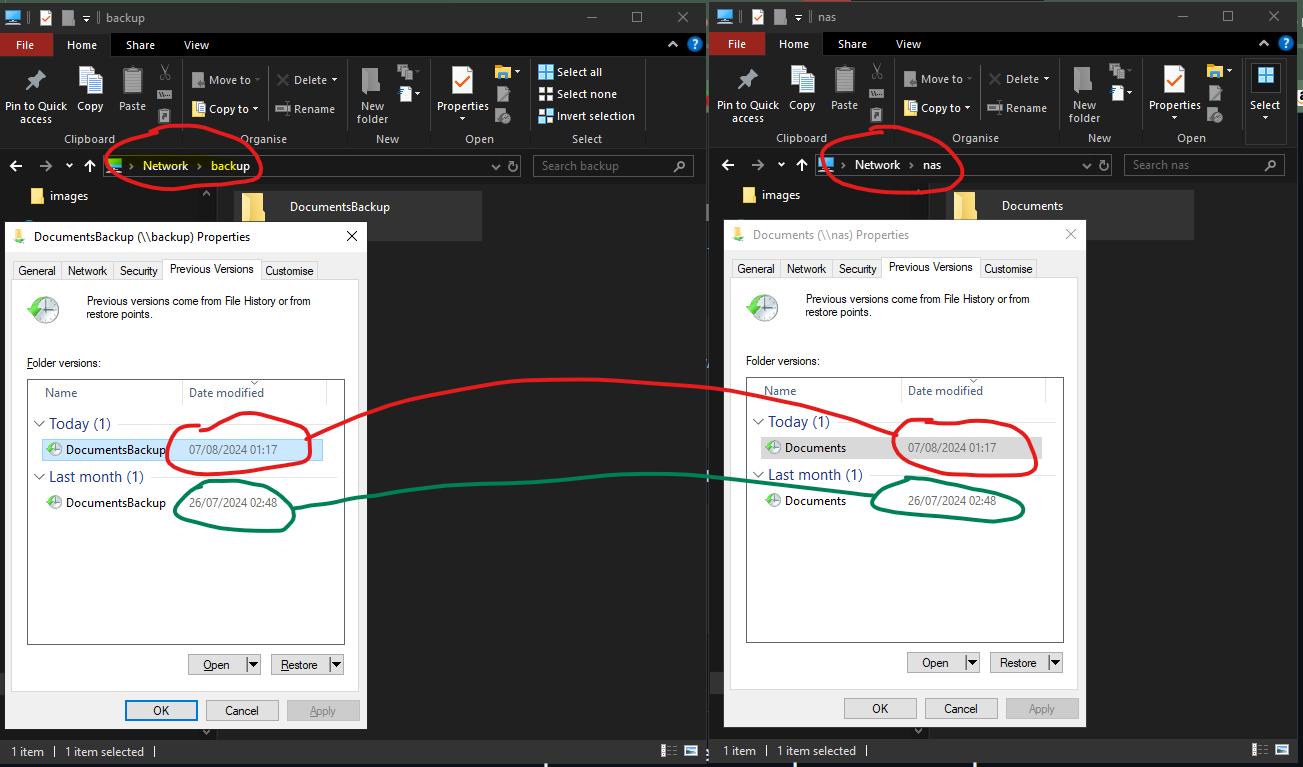 backup
File Home Share View
Pin to Quick access
Copy
Paste
Move to
Copy to
Delete
Rename
New folder
Properties
Select all
Select none
Invert selection
Clipboard Organise New Open Select
Network › backup
Search backup
images
DocumentsBackup
DocumentsBackup (\\backup) Properties
General Network Security Previous Versions Customise
Previous versions come from File History or from
restore points.
Folder versions:
Name Date modified
Today (1)
DocumentsBackup 07/08/2024 01:17
Last month (1)
DocumentsBackup 26/07/2024 02:48
Open Restore
OK Cancel Apply
1 item 1 item selected
nas
File Home Share View
Pin to Quick access
Copy
Paste
Move to
Copy to
Delete
Rename
New folder
Properties
Select
Clipboard Organise New Open
Network › nas
Search nas
images
Documents
Documents (\\nas) Properties
General Network Security Previous Versions Customise
Previous versions come from File History or from
restore points.
Folder versions:
Name Date modified
Today (1)
Documents 07/08/2024 01:17
Last month (1)
Documents 26/07/2024 02:48
Open Restore
OK Cancel Apply
1 item 1 item selected